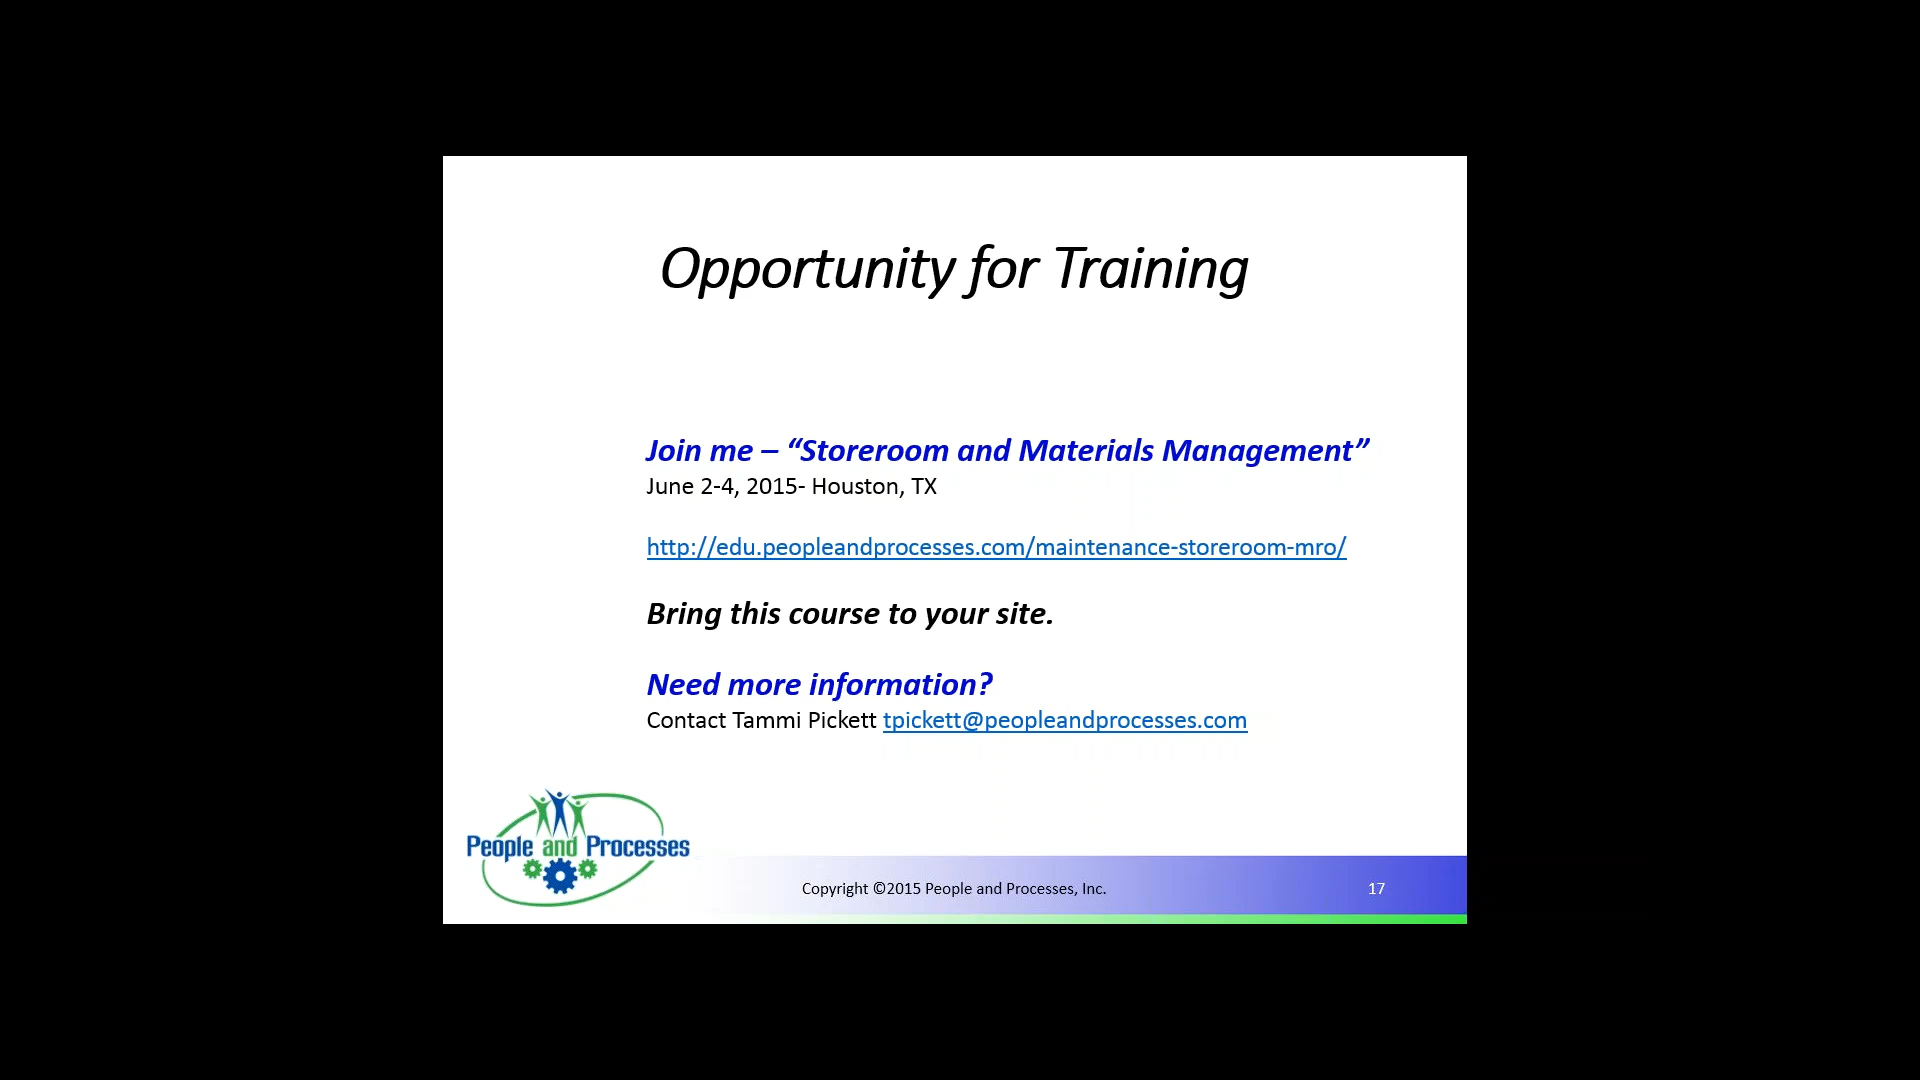 Opportunity for Training
Join me – “Storeroom and Materials Management”
June 2-4, 2015- Houston, TX
http://edu.peopleandprocesses.com/maintenance-storeroom-mro/
Bring this course to your site.
Need more information?
Contact Tammi Pickett tpickett@peopleandprocesses.com
People and Processes
Copyright ©2015 People and Processes, Inc.
17